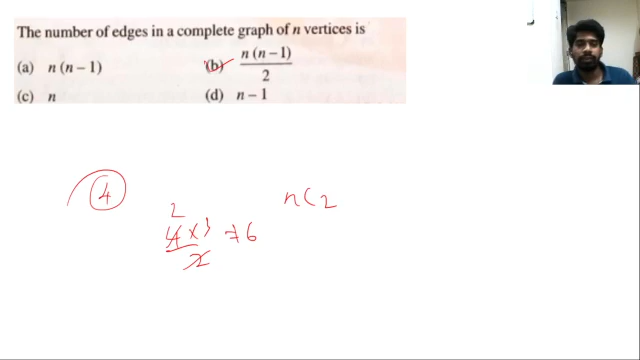 The number of edges in a complete graph of n vertices is
(a) n (n − 1)
(b) n (n − 1) / 2
(c) n
(d) n − 1
4
nC2
2
4 × 3 / 2 = 6